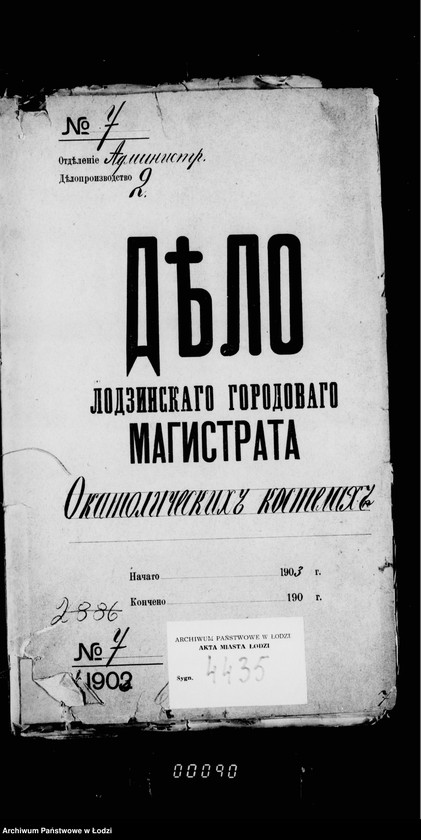 № 7
Отдѣленіе Администр.
Дѣлопроизводство 2.
ДѢЛО
ЛОДЗИНСКАГО ГОРОДОВАГО
МАГИСТРАТА
О католическихъ костелахъ
Начато 1903 г.
Кончено 190 г.
2886
№ 7
1903
ARCHIWUM PAŃSTWOWE W ŁODZI
AKTA MIASTA ŁODZI
Sygn. 4435
00090
Archiwum Państwowe w Łodzi